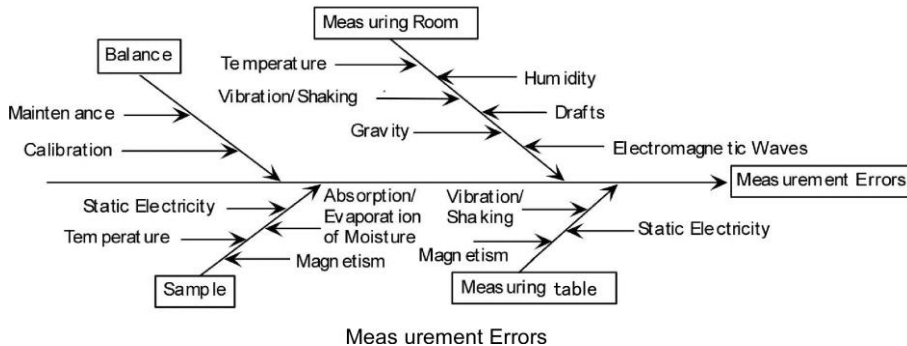 Measuring Room
Balance
Temperature
Humidity
Maintenance
Vibration/Shaking
Drafts
Gravity
Calibration
Electromagnetic Waves
Measurement Errors
Static Electricity
Absorption/
Evaporation
of Moisture
Vibration/
Shaking
Temperature
Static Electricity
Magnetism
Magnetism
Sample
Measuring table
Measurement Errors